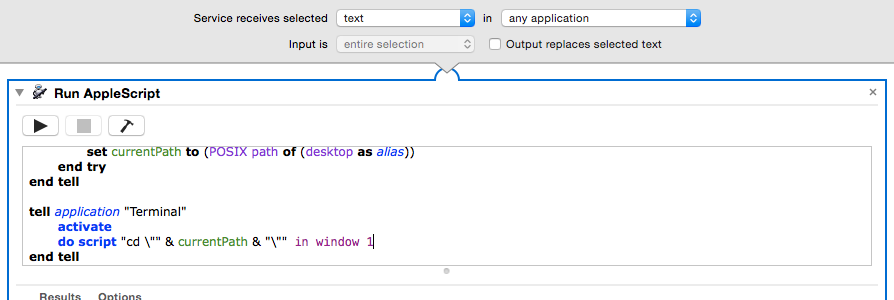 Service receives selected text in any application
Input is entire selection Output replaces selected text
Run AppleScript
set currentPath to (POSIX path of (desktop as alias))
end try
end tell
tell application "Terminal"
activate
do script "cd \"" & currentPath & "\"" in window 1
end tell
Results Options